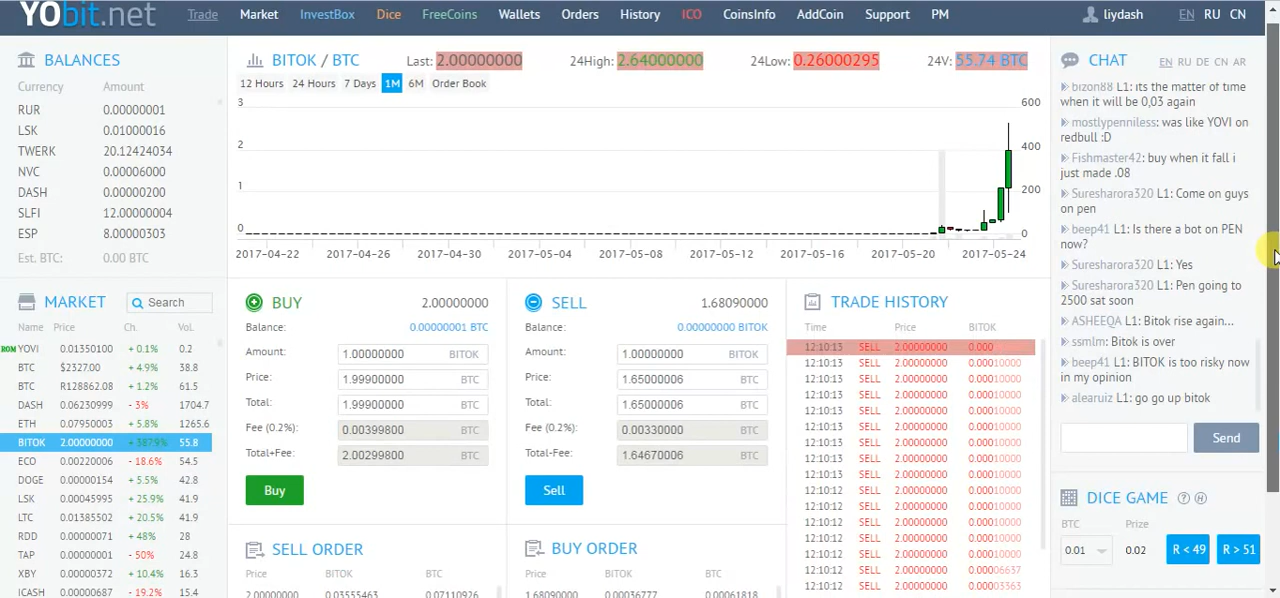 YObit.net Trade Market InvestBox Dice FreeCoins Wallets Orders History ICO CoinsInfo AddCoin Support PM liydash EN RU CN
BALANCES
Currency Amount
RUR 0.00000001
LSK 0.01000016
TWERK 20.12424034
NVC 0.00006000
DASH 0.00000200
SLFI 12.00000004
ESP 8.00000303
Est. BTC: 0.00 BTC
MARKET Search
Name Price Ch. Vol.
ROM YOVI 0.01350100 + 0.1% 0.2
BTC $2327.00 + 4.9% 38.8
BTC R128862.08 + 1.2% 61.5
DASH 0.06230999 - 3% 1704.7
ETH 0.07950003 + 5.8% 1265.6
BITOK 2.00000000 + 387.9% 55.8
ECO 0.00220006 - 18.6% 54.5
DOGE 0.00000154 + 5.5% 42.8
LSK 0.00045995 + 25.9% 41.9
LTC 0.01385502 + 20.5% 41.9
RDD 0.00000071 + 48% 28
TAP 0.00000001 - 50% 24.8
XBY 0.00000372 + 10.4% 16.3
ICASH 0.00000687 - 19.2% 15.4
BITOK / BTC Last: 2.00000000 24High: 2.64000000 24Low: 0.26000295 24V: 55.74 BTC
12 Hours 24 Hours 7 Days 1M 6M Order Book
3 600
2 400
1 200
0 0
2017-04-22 2017-04-26 2017-04-30 2017-05-04 2017-05-08 2017-05-12 2017-05-16 2017-05-20 2017-05-24
BUY 2.00000000
Balance: 0.00000001 BTC
Amount: 1.00000000 BITOK
Price: 1.99900000 BTC
Total: 1.99900000 BTC
Fee (0.2%): 0.00399800 BTC
Total+Fee: 2.00299800 BTC
Buy
SELL 1.68090000
Balance: 0.00000000 BITOK
Amount: 1.00000000 BITOK
Price: 1.65000006 BTC
Total: 1.65000006 BTC
Fee (0.2%): 0.00330000 BTC
Total-Fee: 1.64670006 BTC
Sell
TRADE HISTORY
Time Price BITOK
12:10:13 SELL 2.00000000 0.000
12:10:13 SELL 2.00000000 0.00010000
12:10:13 SELL 2.00000000 0.00010000
12:10:13 SELL 2.00000000 0.00010000
12:10:13 SELL 2.00000000 0.00010000
12:10:13 SELL 2.00000000 0.00010000
12:10:13 SELL 2.00000000 0.00010000
12:10:13 SELL 2.00000000 0.00010000
12:10:13 SELL 2.00000000 0.00010000
12:10:12 SELL 2.00000000 0.00010000
12:10:12 SELL 2.00000000 0.00010000
12:10:12 SELL 2.00000000 0.00010000
12:10:12 SELL 2.00000000 0.00010000
12:10:12 SELL 2.00000000 0.00010000
12:10:12 SELL 2.00000000 0.00006637
12:10:12 SELL 2.00000000 0.00003363
SELL ORDER
Price BITOK BTC
2.00000000 0.03555463 0.07110926
BUY ORDER
Price BITOK BTC
1.68090000 0.00036777 0.00061818
CHAT EN RU DE CN AR
bizon88 L1: its the matter of time
when it will be 0,03 again
mostlypenniless: was like YOVI on
redbull :D
Fishmaster42: buy when it fall i
just made .08
Suresharora320 L1: Come on guys
on pen
beep41 L1: Is there a bot on PEN
now?
Suresharora320 L1: Yes
Suresharora320 L1: Pen going to
2500 sat soon
ASHEEQA L1: Bitok rise again...
ssmlm: Bitok is over
beep41 L1: BITOK is too risky now
in my opinion
alearuiz L1: go go up bitok
Send
DICE GAME ? H
BTC Prize
0.01 0.02 R < 49 R > 51